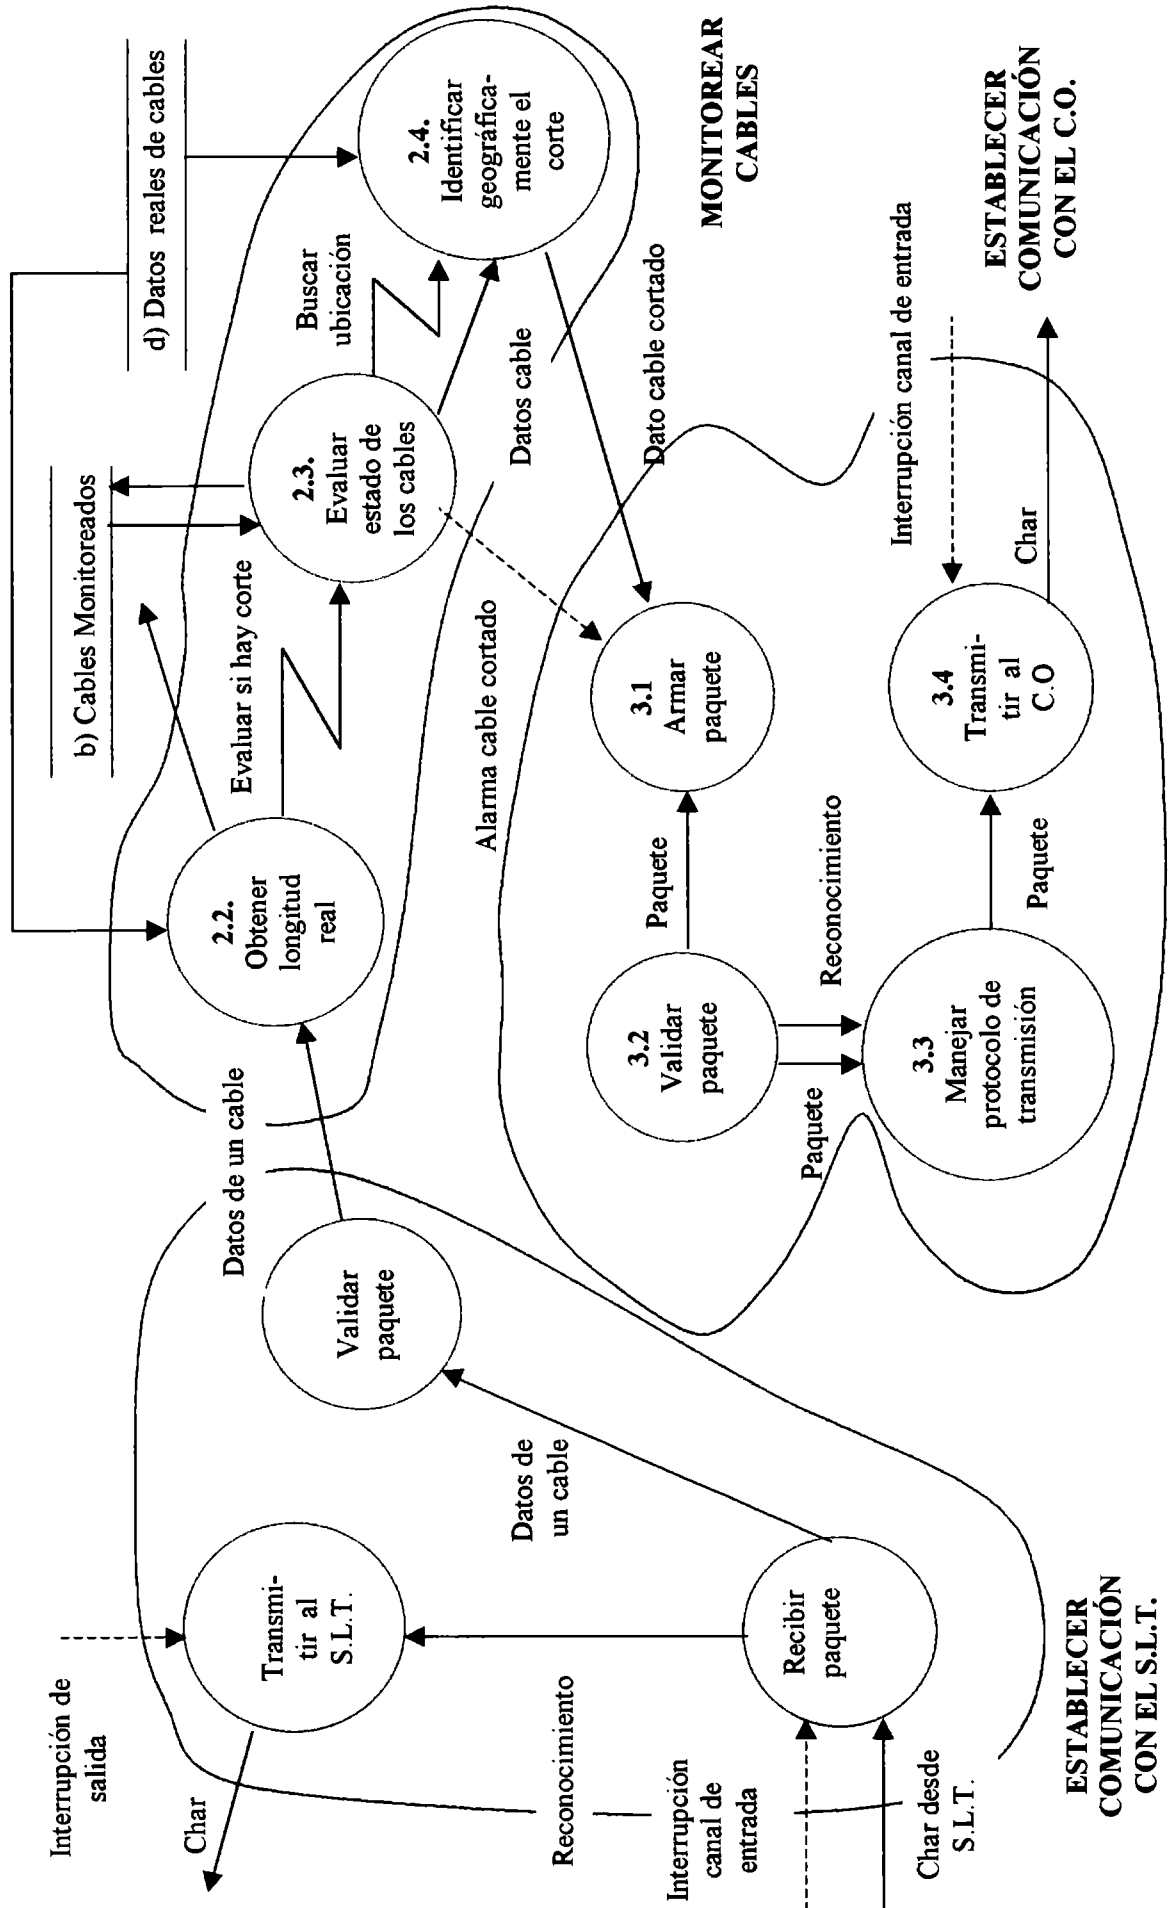 Interrupción de
salida
Char
Transmi-
tir al
S.L.T.
Reconocimiento
Interrupción
canal de
entrada
Char desde
S.L.T.
Recibir
paquete
Datos de
un cable
Validar
paquete
ESTABLECER
COMUNICACIÓN
CON EL S.L.T.
Datos de un cable
2.2.
Obtener
longitud
real
b) Cables Monitoreados
Evaluar si hay corte
2.3.
Evaluar
estado de
los cables
d) Datos reales de cables
Buscar
ubicación
2.4.
Identificar
geográfica-
mente el
corte
Datos cable
Dato cable cortado
MONITOREAR
CABLES
Alarma cable cortado
3.1
Armar
paquete
Paquete
3.2
Validar
paquete
Paquete
Reconocimiento
3.3
Manejar
protocolo de
transmisión
Paquete
3.4
Transmi-
tir al
C.O
Char
Interrupción canal de entrada
ESTABLECER
COMUNICACIÓN
CON EL C.O.